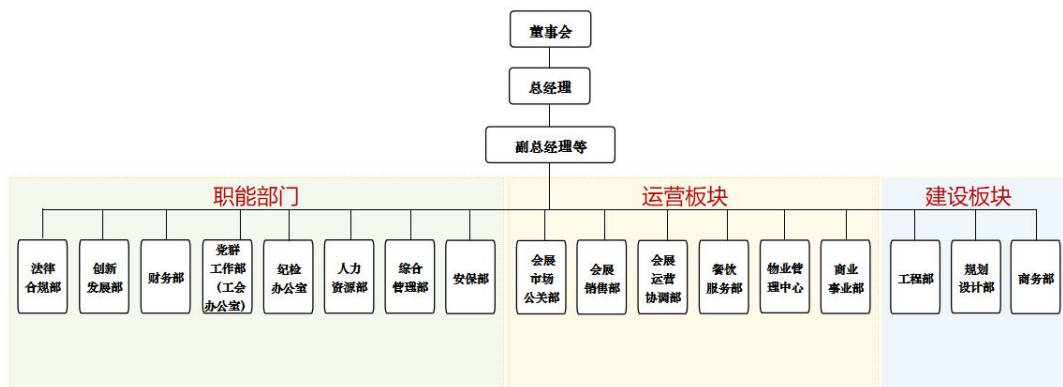 董事会
总经理
副总经理等
职能部门
运营板块
建设板块
法律
合规部
创新
发展部
财务部
党群
工作部
（工会
办公室）
纪检
办公室
人力
资源部
综合
管理部
安保部
会展
市场
公关部
会展
销售部
会展
运营
协调部
餐饮
服务部
物业管
理中心
商业
事业部
工程部
规划
设计部
商务部